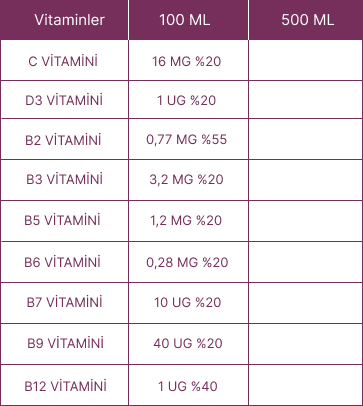 Vitaminler 100 ML 500 ML
C VİTAMİNİ 16 MG %20
D3 VİTAMİNİ 1 UG %20
B2 VİTAMİNİ 0,77 MG %55
B3 VİTAMİNİ 3,2 MG %20
B5 VİTAMİNİ 1,2 MG %20
B6 VİTAMİNİ 0,28 MG %20
B7 VİTAMİNİ 10 UG %20
B9 VİTAMİNİ 40 UG %20
B12 VİTAMİNİ 1 UG %40